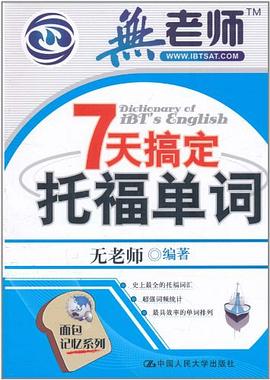 無老师™
WWW.IBTSAT.COM
Dictionary of
iBT's English
7天搞定
托福单词
无老师 ◎编著
• 史上最全的托福词汇
• 超强词频统计
• 最具效率的单词排列
面包
记忆系列
中国人民大学出版社